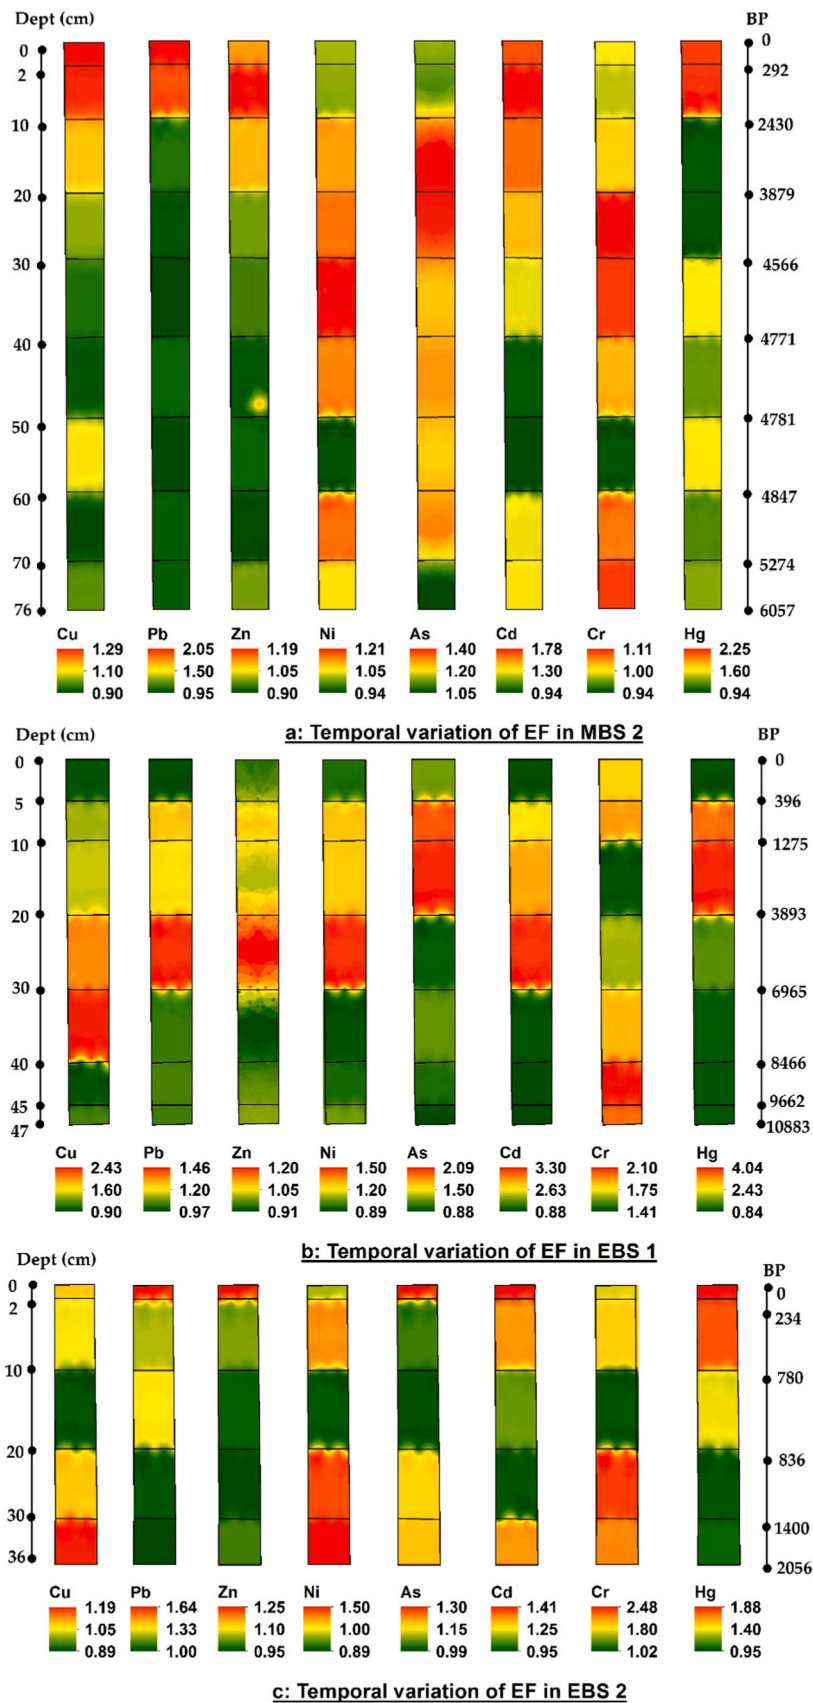 Dept (cm) BP
0 0
2 292
10 2430
20 3879
30 4566
40 4771
50 4781
60 4847
70 5274
76 6057
Cu Pb Zn Ni As Cd Cr Hg
1.29 2.05 1.19 1.21 1.40 1.78 1.11 2.25
1.10 1.50 1.05 1.05 1.20 1.30 1.00 1.60
0.90 0.95 0.90 0.94 1.05 0.94 0.94 0.94
a: Temporal variation of EF in MBS 2
Dept (cm) BP
0 0
5 396
10 1275
20 3893
30 6965
40 8466
45 9662
47 10883
Cu Pb Zn Ni As Cd Cr Hg
2.43 1.46 1.20 1.50 2.09 3.30 2.10 4.04
1.60 1.20 1.05 1.20 1.50 2.63 1.75 2.43
0.90 0.97 0.91 0.89 0.88 0.88 1.41 0.84
b: Temporal variation of EF in EBS 1
Dept (cm) BP
0 0
2 234
10 780
20 836
30 1400
36 2056
Cu Pb Zn Ni As Cd Cr Hg
1.19 1.64 1.25 1.50 1.30 1.41 2.48 1.88
1.05 1.33 1.10 1.00 1.15 1.25 1.80 1.40
0.89 1.00 0.95 0.89 0.99 0.95 1.02 0.95
c: Temporal variation of EF in EBS 2